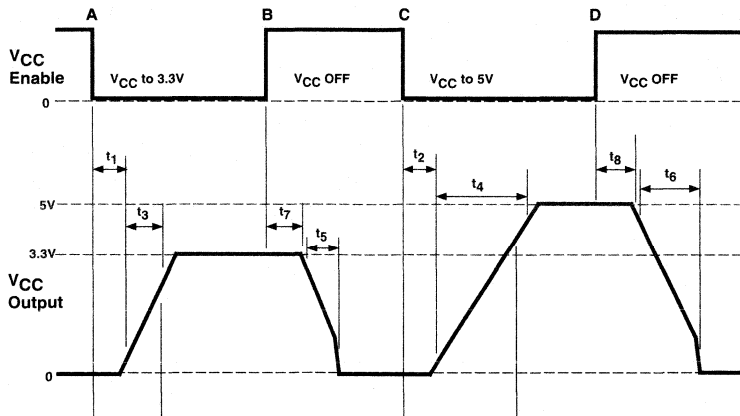 A B C D
VCC Enable
VCC to 3.3V
VCC OFF
VCC to 5V
VCC OFF
0
t1
t2
t8
t6
t4
5V
t3
t7
t5
3.3V
VCC Output
0